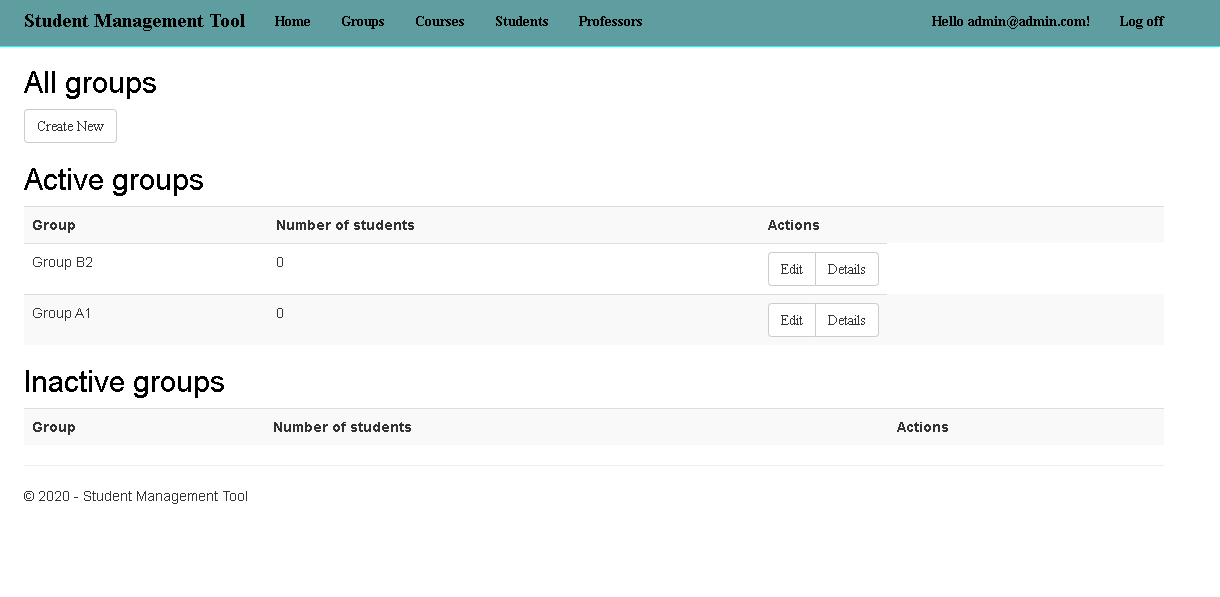 Student Management Tool Home Groups Courses Students Professors Hello admin@admin.com! Log off
All groups
Create New
Active groups
Group Number of students Actions
Group B2 0 Edit Details
Group A1 0 Edit Details
Inactive groups
Group Number of students Actions
© 2020 - Student Management Tool